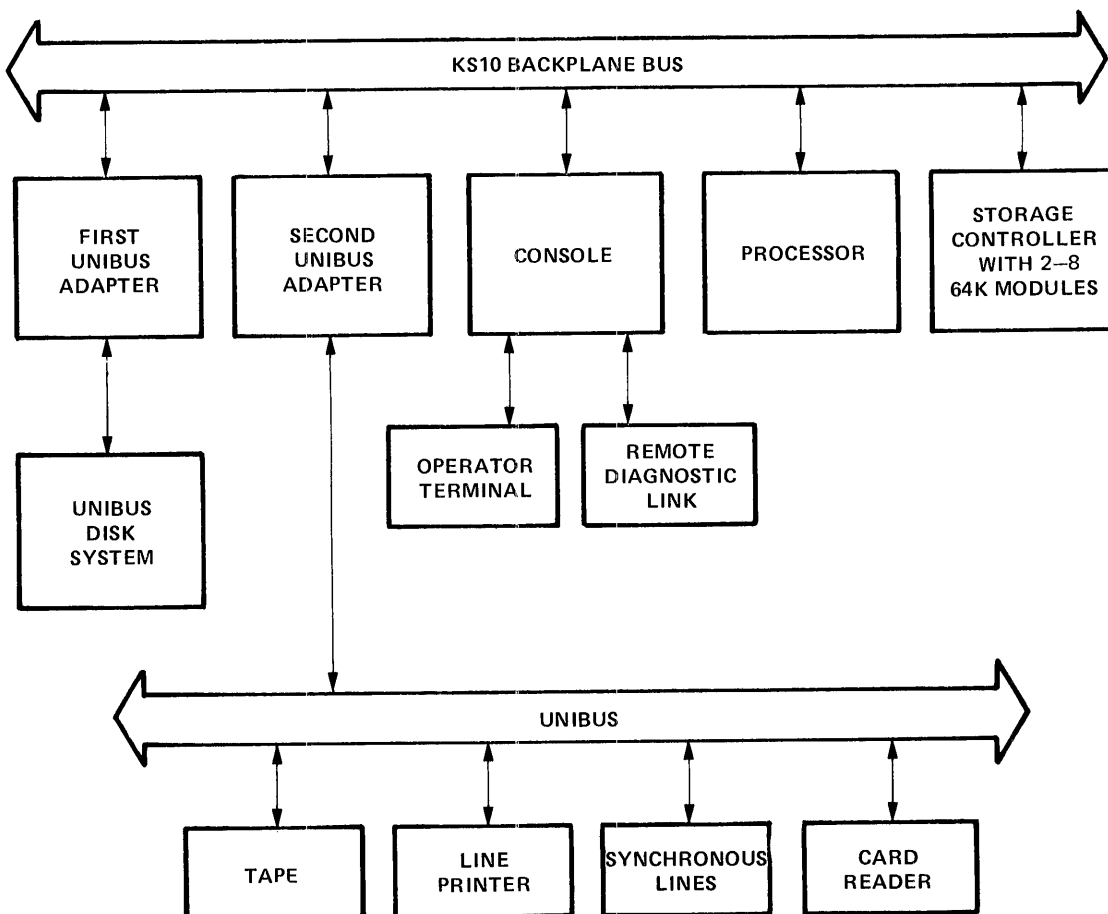 KS10 BACKPLANE BUS
FIRST
UNIBUS
ADAPTER
SECOND
UNIBUS
ADAPTER
CONSOLE
PROCESSOR
STORAGE
CONTROLLER
WITH 2–8
64K MODULES
OPERATOR
TERMINAL
REMOTE
DIAGNOSTIC
LINK
UNIBUS
DISK
SYSTEM
UNIBUS
TAPE
LINE
PRINTER
SYNCHRONOUS
LINES
CARD
READER